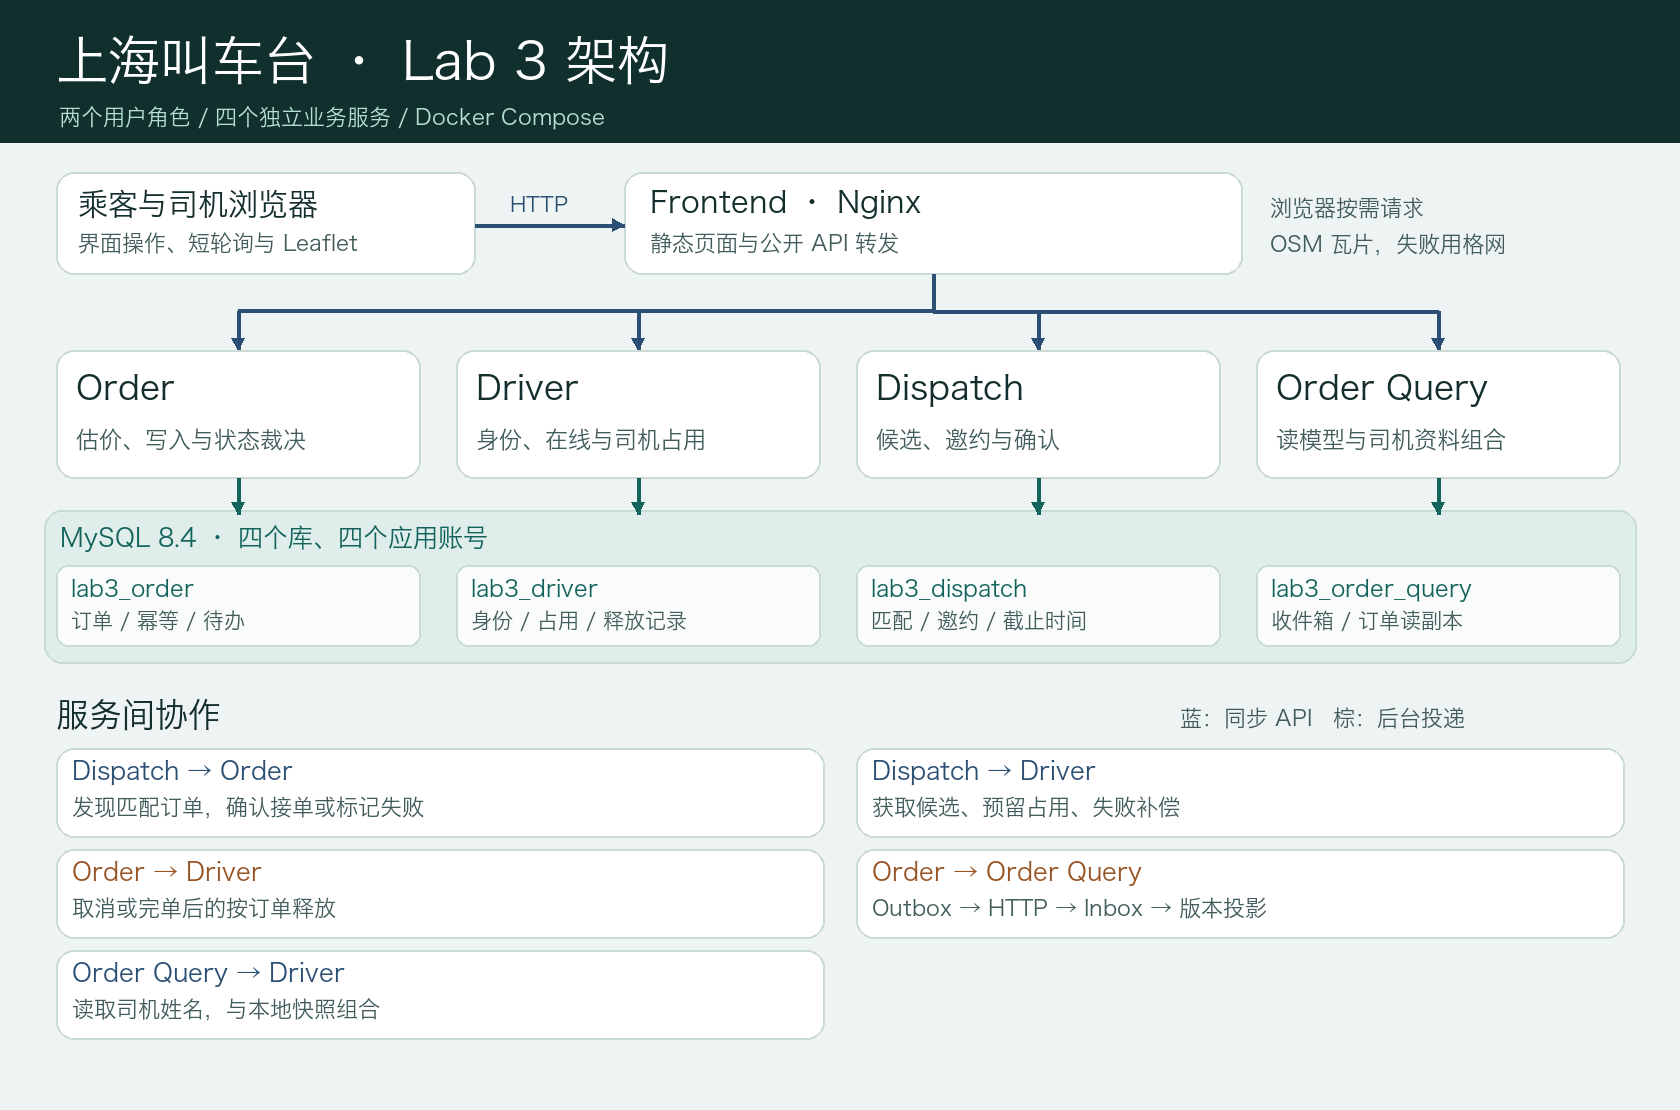 上海叫车台 · Lab 3 架构
两个用户角色 / 四个独立业务服务 / Docker Compose
乘客与司机浏览器
界面操作、短轮询与 Leaflet
HTTP
Frontend · Nginx
静态页面与公开 API 转发
浏览器按需请求
OSM 瓦片，失败用格网
Order
估价、写入与状态裁决
Driver
身份、在线与司机占用
Dispatch
候选、邀约与确认
Order Query
读模型与司机资料组合
MySQL 8.4 · 四个库、四个应用账号
lab3_order
订单 / 幂等 / 待办
lab3_driver
身份 / 占用 / 释放记录
lab3_dispatch
匹配 / 邀约 / 截止时间
lab3_order_query
收件箱 / 订单读副本
服务间协作
蓝：同步 API 棕：后台投递
Dispatch → Order
发现匹配订单，确认接单或标记失败
Dispatch → Driver
获取候选、预留占用、失败补偿
Order → Driver
取消或完单后的按订单释放
Order → Order Query
Outbox → HTTP → Inbox → 版本投影
Order Query → Driver
读取司机姓名，与本地快照组合